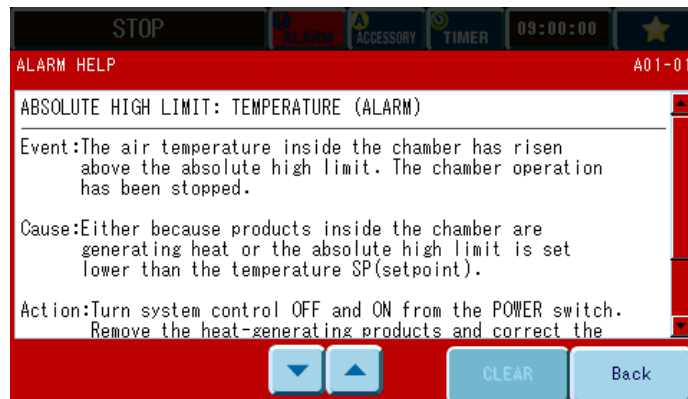 STOP
ALARM
ACCESSORY
TIMER
09:00:00
ALARM HELP
A01-01
ABSOLUTE HIGH LIMIT: TEMPERATURE (ALARM)
Event:The air temperature inside the chamber has risen
above the absolute high limit. The chamber operation
has been stopped.
Cause:Either because products inside the chamber are
generating heat or the absolute high limit is set
lower than the temperature SP(setpoint).
Action:Turn system control OFF and ON from the POWER switch.
Remove the heat-generating products and correct the
CLEAR
Back